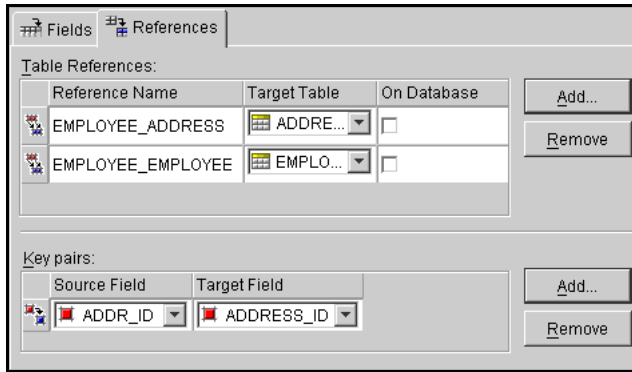 Fields References
Table References:
Reference Name Target Table On Database
EMPLOYEE_ADDRESS ADDRE...
EMPLOYEE_EMPLOYEE EMPLO...
Add...
Remove
Key pairs:
Source Field Target Field
ADDR_ID ADDRESS_ID
Add...
Remove